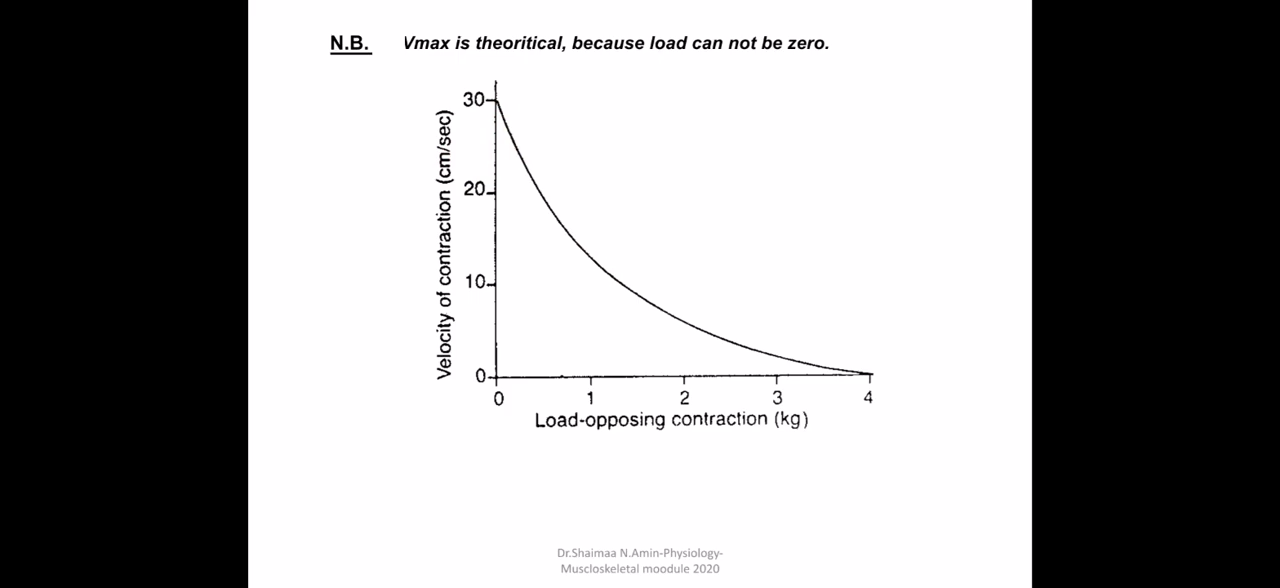 N.B. Vmax is theoritical, because load can not be zero.
Velocity of contraction (cm/sec)
30
20
10
0
0 1 2 3 4
Load-opposing contraction (kg)
Dr.Shaimaa N.Amin-Physiology-
Muscloskeletal moodule 2020